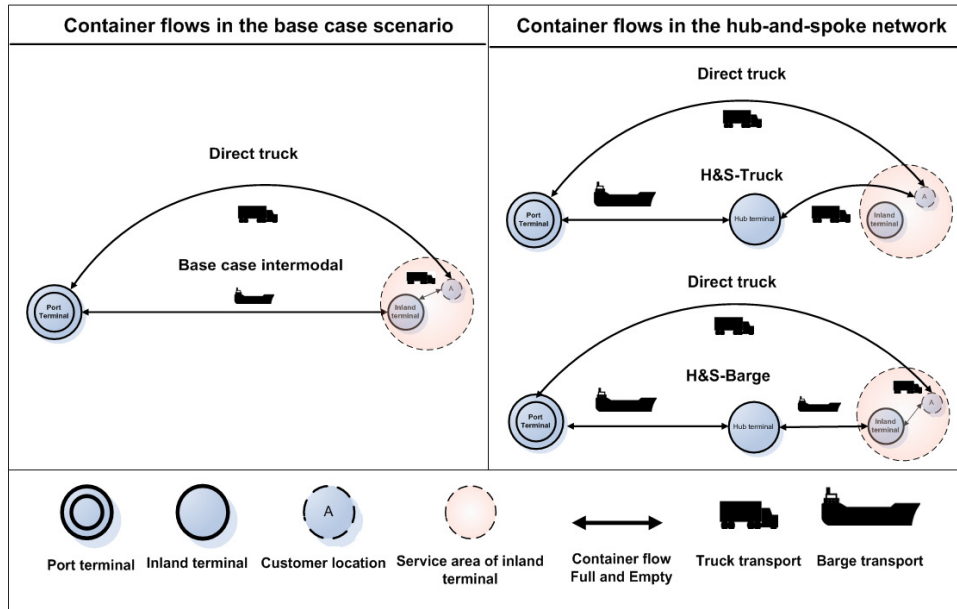 Container flows in the base case scenario
Direct truck
Base case intermodal
Port
Terminal
Inland
terminal
A
Container flows in the hub-and-spoke network
Direct truck
H&S-Truck
Port
Terminal
Hub terminal
Inland
terminal
A
Direct truck
H&S-Barge
Port
Terminal
Hub terminal
Inland
terminal
A
A
Port terminal
Inland terminal
Customer location
Service area of inland
terminal
Container flow
Full and Empty
Truck transport
Barge transport